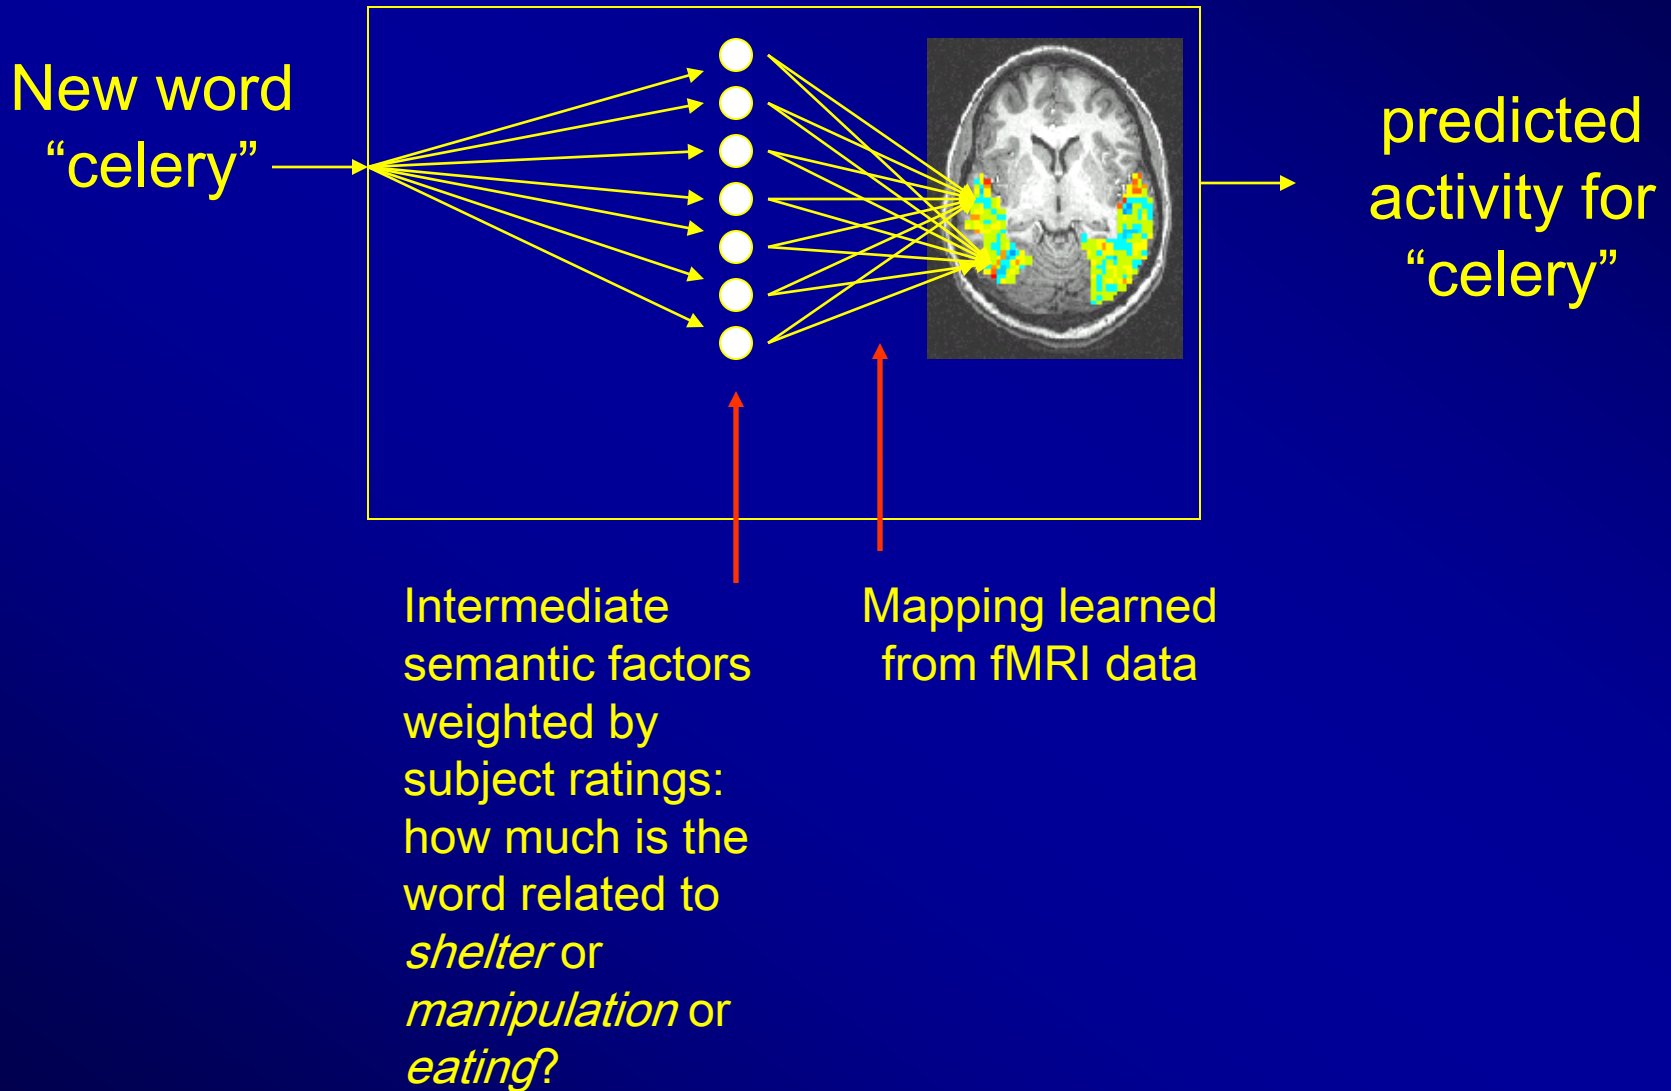 New word
“celery”
predicted
activity for
“celery”
Intermediate
semantic factors
weighted by
subject ratings:
how much is the
word related to
shelter or
manipulation or
eating?
Mapping learned
from fMRI data